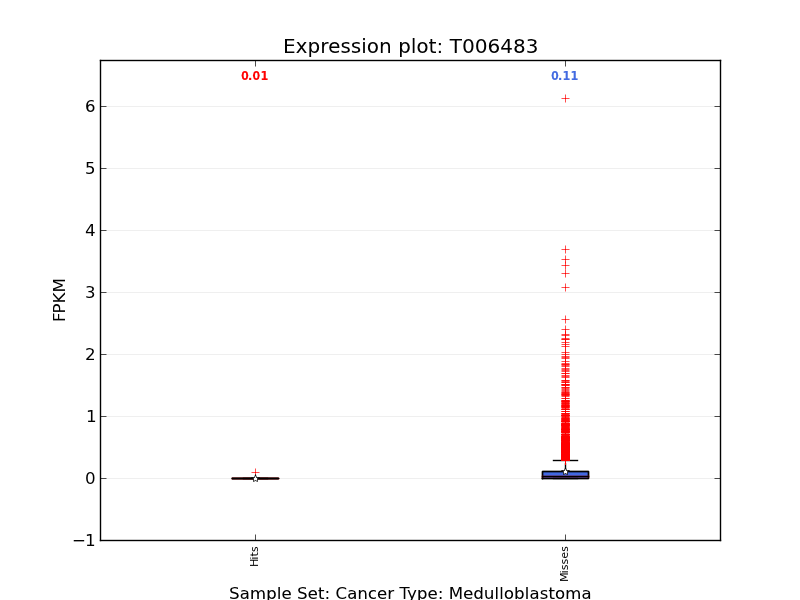 Expression plot: T006483
0.01 0.11
6
5
4
3
2
1
0
−1
FPKM
Hits Misses
Sample Set: Cancer Type: Medulloblastoma